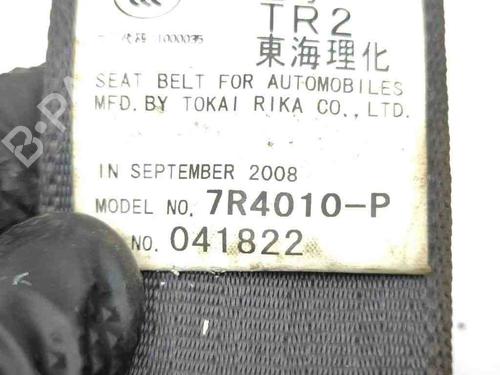 TR2
1000035
東海理化
SEAT BELT FOR AUTOMOBILES
MFD. BY TOKAI RIKA CO., LTD.
IN SEPTEMBER 2008
MODEL NO. 7R4010-P
NO. 041822